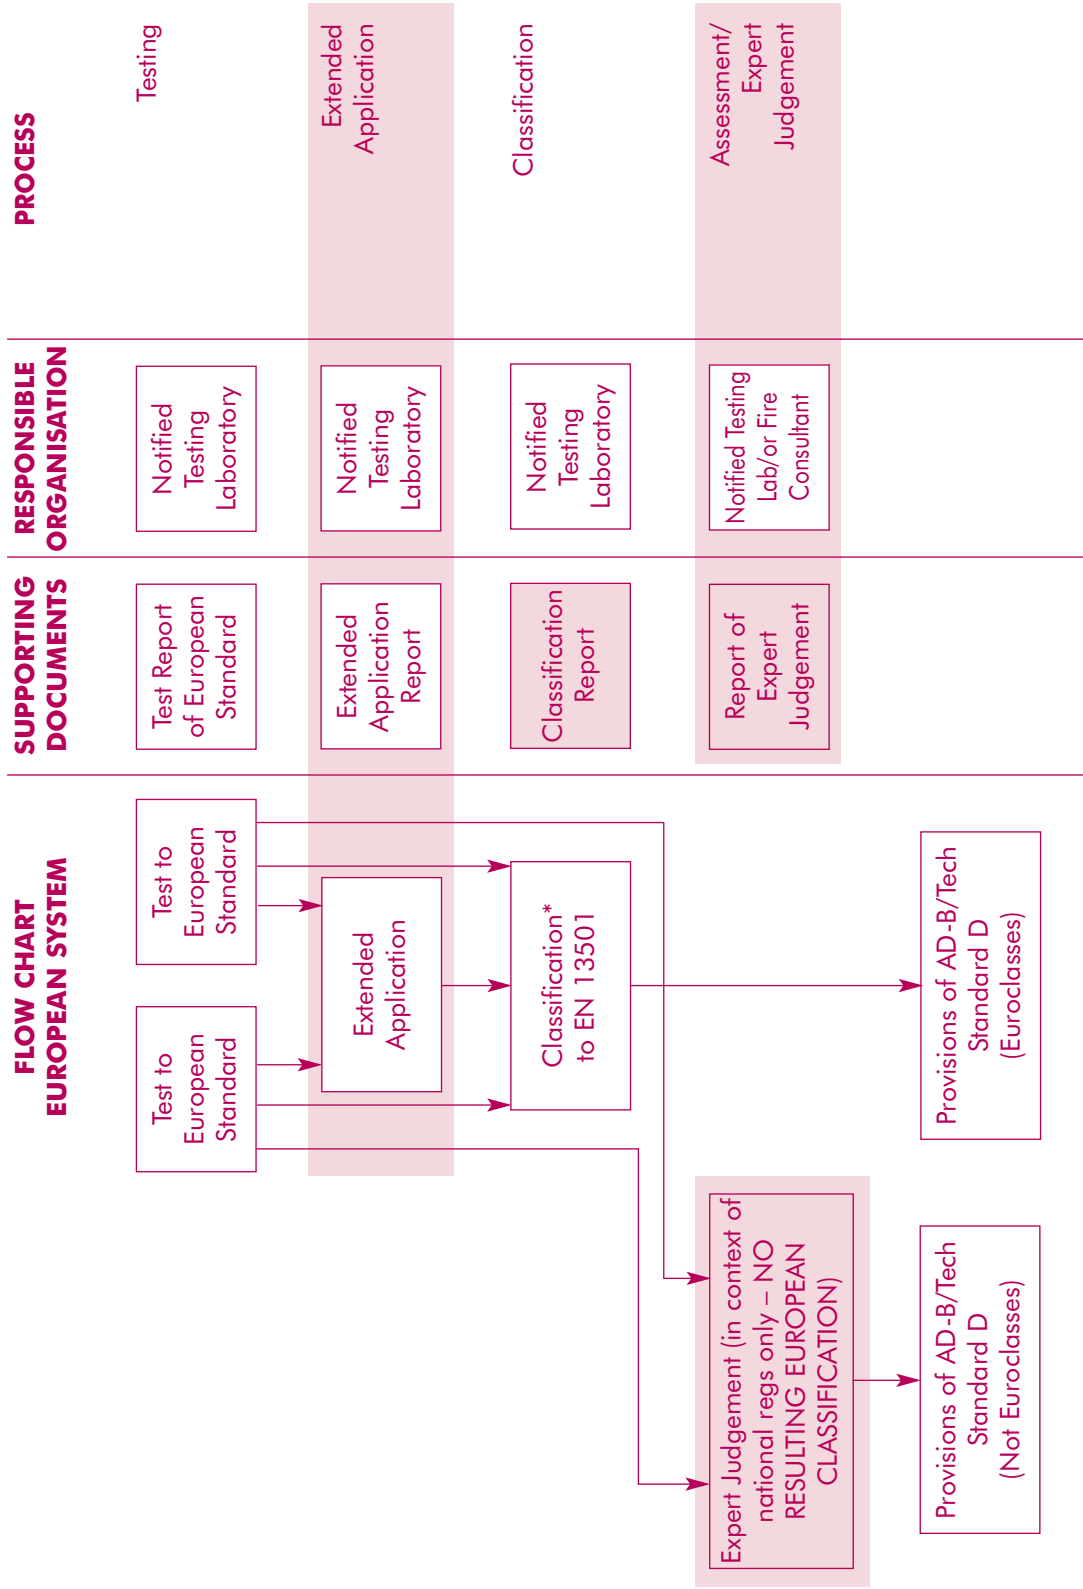 FLOW CHART
EUROPEAN SYSTEM
SUPPORTING
DOCUMENTS
RESPONSIBLE
ORGANISATION
PROCESS
Test to
European
Standard
Test to
European
Standard
Test Report
of European
Standard
Notified
Testing
Laboratory
Testing
Extended
Application
Extended
Application
Report
Notified
Testing
Laboratory
Extended
Application
Classification*
to EN 13501
Classification
Report
Notified
Testing
Laboratory
Classification
Expert Judgement (in context of
national regs only – NO
RESULTING EUROPEAN
CLASSIFICATION)
Report of
Expert
Judgement
Notified Testing
Lab/or Fire
Consultant
Assessment/
Expert
Judgement
Provisions of AD-B/Tech
Standard D
(Not Euroclasses)
Provisions of AD-B/Tech
Standard D
(Euroclasses)